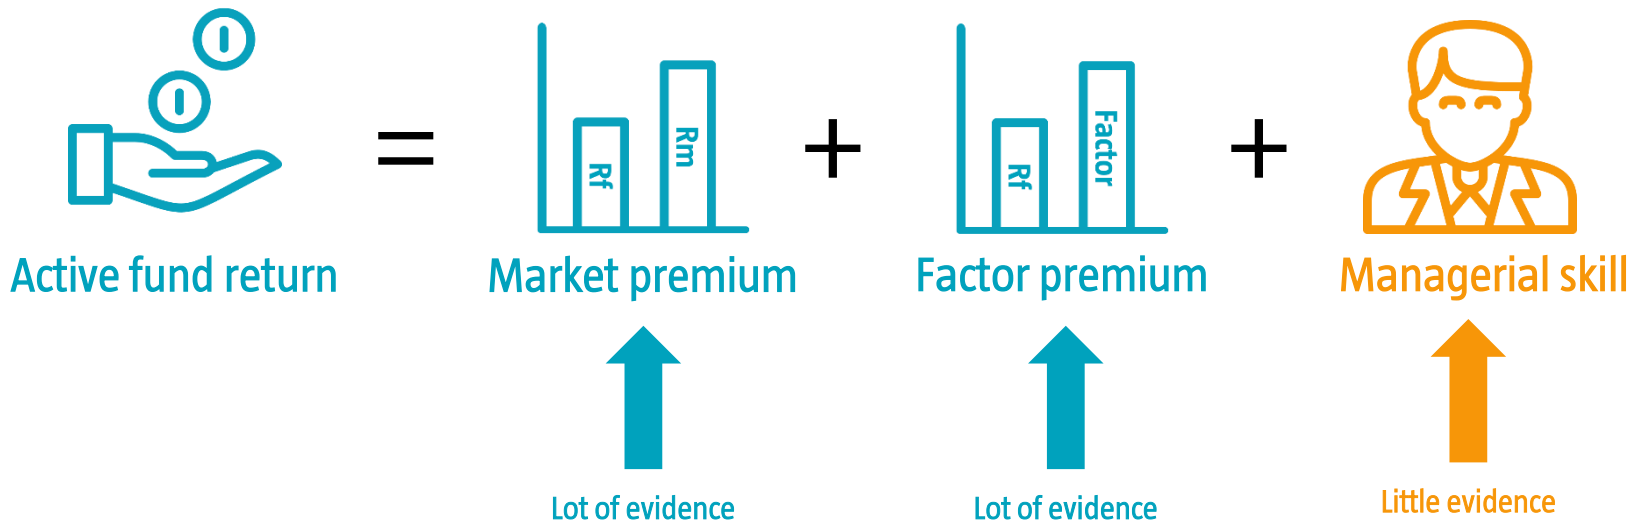 Rf
Rm
Rf
Factor
=
+
+
Active fund return
Market premium
Factor premium
Managerial skill
Lot of evidence
Lot of evidence
Little evidence